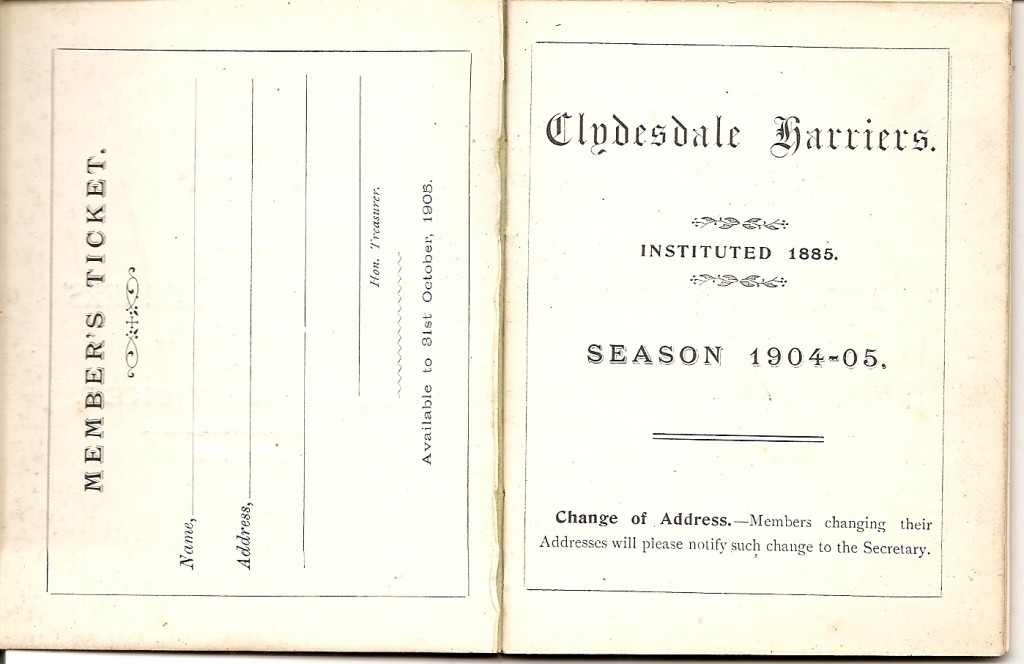 MEMBER'S TICKET.
Name,
Address,
Hon. Treasurer.
Available to 31st October, 1905.
Clydesdale Harriers.
INSTITUTED 1885.
SEASON 1904-05.
Change of Address.—Members changing their
Addresses will please notify such change to the Secretary.